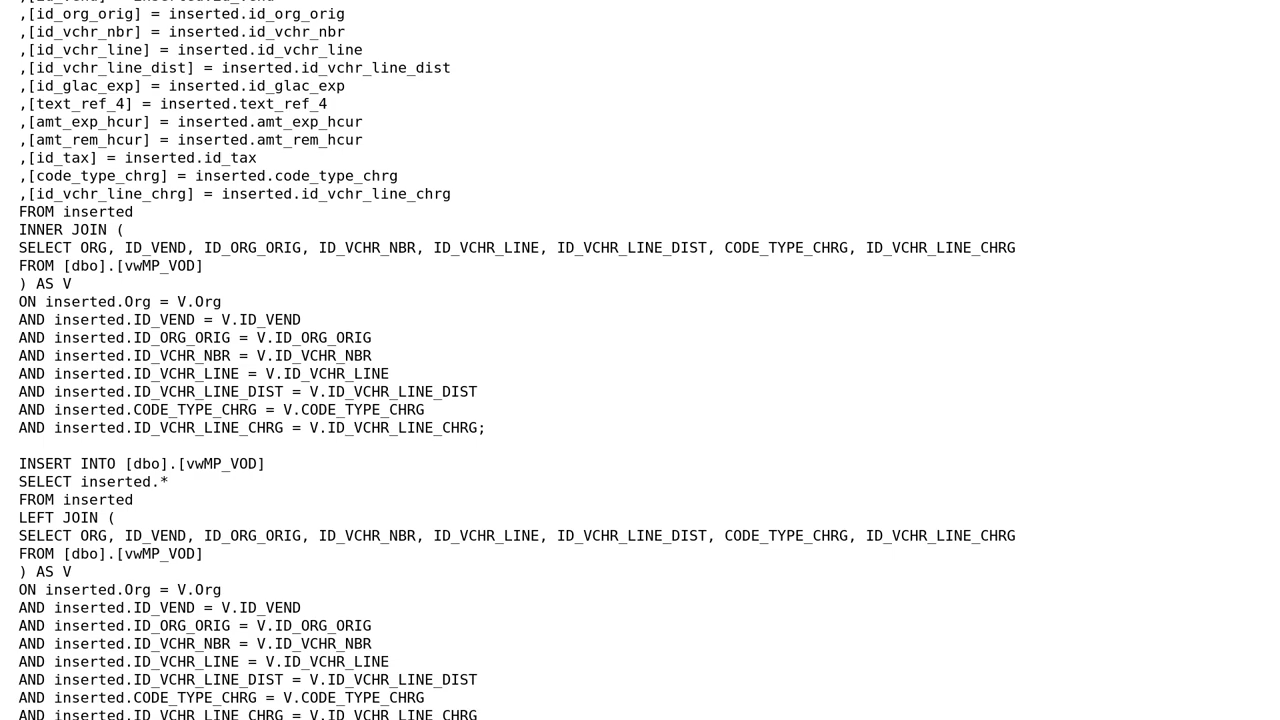 ,[id_vend] = inserted.id_vend
,[id_org_orig] = inserted.id_org_orig
,[id_vchr_nbr] = inserted.id_vchr_nbr
,[id_vchr_line] = inserted.id_vchr_line
,[id_vchr_line_dist] = inserted.id_vchr_line_dist
,[id_glac_exp] = inserted.id_glac_exp
,[text_ref_4] = inserted.text_ref_4
,[amt_exp_hcur] = inserted.amt_exp_hcur
,[amt_rem_hcur] = inserted.amt_rem_hcur
,[id_tax] = inserted.id_tax
,[code_type_chrg] = inserted.code_type_chrg
,[id_vchr_line_chrg] = inserted.id_vchr_line_chrg
FROM inserted
INNER JOIN (
SELECT ORG, ID_VEND, ID_ORG_ORIG, ID_VCHR_NBR, ID_VCHR_LINE, ID_VCHR_LINE_DIST, CODE_TYPE_CHRG, ID_VCHR_LINE_CHRG
FROM [dbo].[vwMP_VOD]
) AS V
ON inserted.Org = V.Org
AND inserted.ID_VEND = V.ID_VEND
AND inserted.ID_ORG_ORIG = V.ID_ORG_ORIG
AND inserted.ID_VCHR_NBR = V.ID_VCHR_NBR
AND inserted.ID_VCHR_LINE = V.ID_VCHR_LINE
AND inserted.ID_VCHR_LINE_DIST = V.ID_VCHR_LINE_DIST
AND inserted.CODE_TYPE_CHRG = V.CODE_TYPE_CHRG
AND inserted.ID_VCHR_LINE_CHRG = V.ID_VCHR_LINE_CHRG;
INSERT INTO [dbo].[vwMP_VOD]
SELECT inserted.*
FROM inserted
LEFT JOIN (
SELECT ORG, ID_VEND, ID_ORG_ORIG, ID_VCHR_NBR, ID_VCHR_LINE, ID_VCHR_LINE_DIST, CODE_TYPE_CHRG, ID_VCHR_LINE_CHRG
FROM [dbo].[vwMP_VOD]
) AS V
ON inserted.Org = V.Org
AND inserted.ID_VEND = V.ID_VEND
AND inserted.ID_ORG_ORIG = V.ID_ORG_ORIG
AND inserted.ID_VCHR_NBR = V.ID_VCHR_NBR
AND inserted.ID_VCHR_LINE = V.ID_VCHR_LINE
AND inserted.ID_VCHR_LINE_DIST = V.ID_VCHR_LINE_DIST
AND inserted.CODE_TYPE_CHRG = V.CODE_TYPE_CHRG
AND inserted.ID_VCHR_LINE_CHRG = V.ID_VCHR_LINE_CHRG